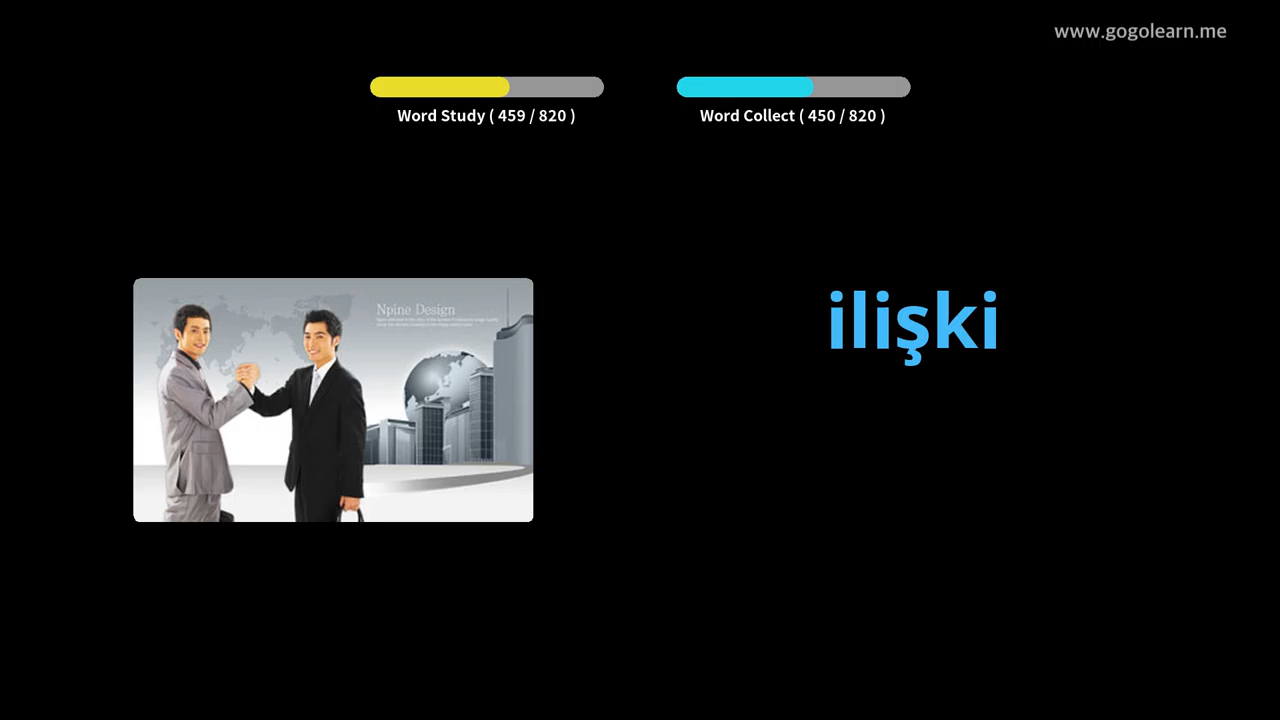 www.gogolearn.me
Word Study ( 459 / 820 )
Word Collect ( 450 / 820 )
Npine Design
ilişki